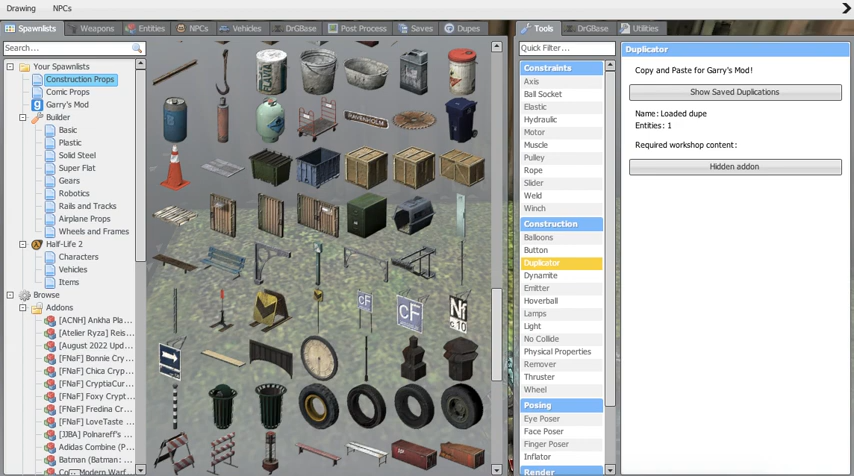 Drawing NPCs
Spawnlists Weapons Entities NPCs Vehicles DrGBase Post Process Saves Dupes
Search...
Your Spawnlists
Construction Props
Comic Props
Garry's Mod
Builder
Basic
Plastic
Solid Steel
Super Flat
Gears
Robotics
Rails and Tracks
Airplane Props
Wheels and Frames
Half-Life 2
Characters
Vehicles
Items
Browse
Addons
[ACNH] Ankha Pla...
[Atelier Ryza] Reis...
[August 2022 Upd...
[FNaF] Bonnie Cry...
[FNaF] Chica Cryp...
[FNaF] CryptiaCur...
[FNaF] Foxy Crypt...
[FNaF] Fredina Cr...
[FNaF] LoveTaste ...
[JJBA] Polnareff's ...
Adidas Combine (P...
Batman (Batman: ...
RAVENHOLM
cF
cF
Nf
c 10
Tools DrGBase Utilities
Quick Filter...
Constraints
Axis
Ball Socket
Elastic
Hydraulic
Motor
Muscle
Pulley
Rope
Slider
Weld
Winch
Construction
Balloons
Button
Duplicator
Dynamite
Emitter
Hoverball
Lamps
Light
No Collide
Physical Properties
Remover
Thruster
Wheel
Posing
Eye Poser
Face Poser
Finger Poser
Inflator
Render
Duplicator
Copy and Paste for Garry's Mod!
Show Saved Duplications
Name: Loaded dupe
Entities: 1
Required workshop content:
Hidden addon